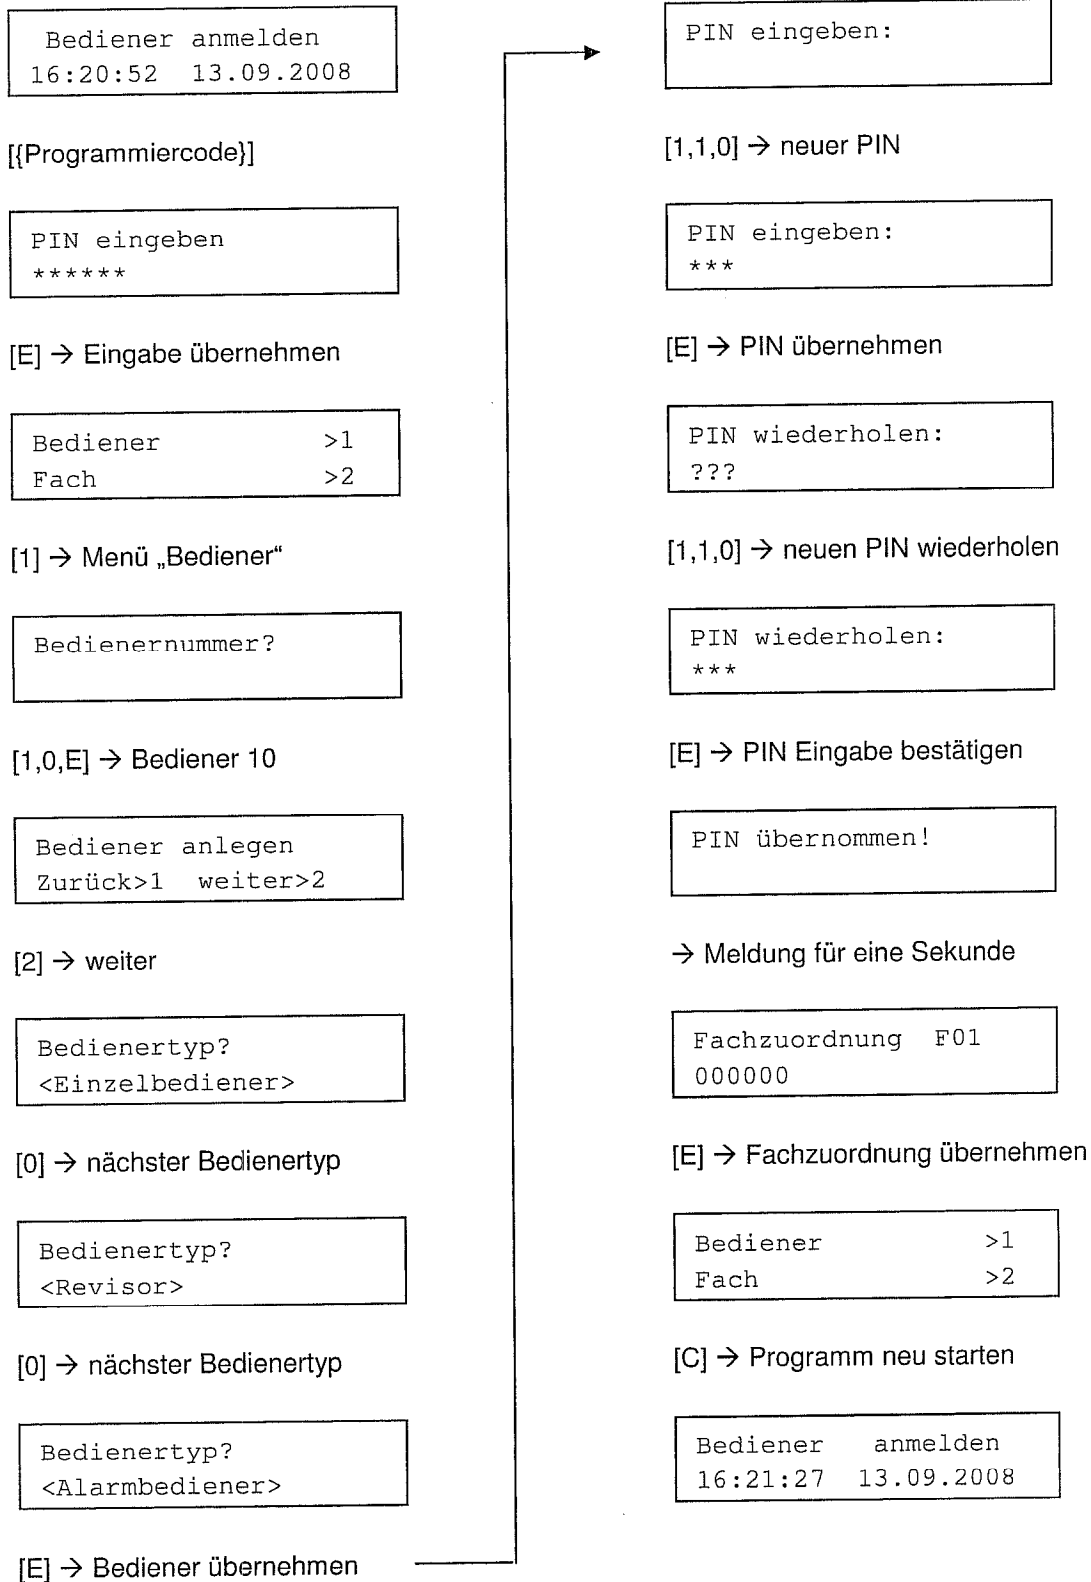 Bediener anmelden
16:20:52 13.09.2008
[{Programmiercode}]
PIN eingeben
******
[E] → Eingabe übernehmen
Bediener >1
Fach >2
[1] → Menü „Bediener“
Bedienernummer?
[1,0,E] → Bediener 10
Bediener anlegen
Zurück>1 weiter>2
[2] → weiter
Bedienertyp?
<Einzelbediener>
[0] → nächster Bedienertyp
Bedienertyp?
<Revisor>
[0] → nächster Bedienertyp
Bedienertyp?
<Alarmbediener>
[E] → Bediener übernehmen
PIN eingeben:
[1,1,0] → neuer PIN
PIN eingeben:
***
[E] → PIN übernehmen
PIN wiederholen:
???
[1,1,0] → neuen PIN wiederholen
PIN wiederholen:
***
[E] → PIN Eingabe bestätigen
PIN übernommen!
→ Meldung für eine Sekunde
Fachzuordnung F01
000000
[E] → Fachzuordnung übernehmen
Bediener >1
Fach >2
[C] → Programm neu starten
Bediener anmelden
16:21:27 13.09.2008